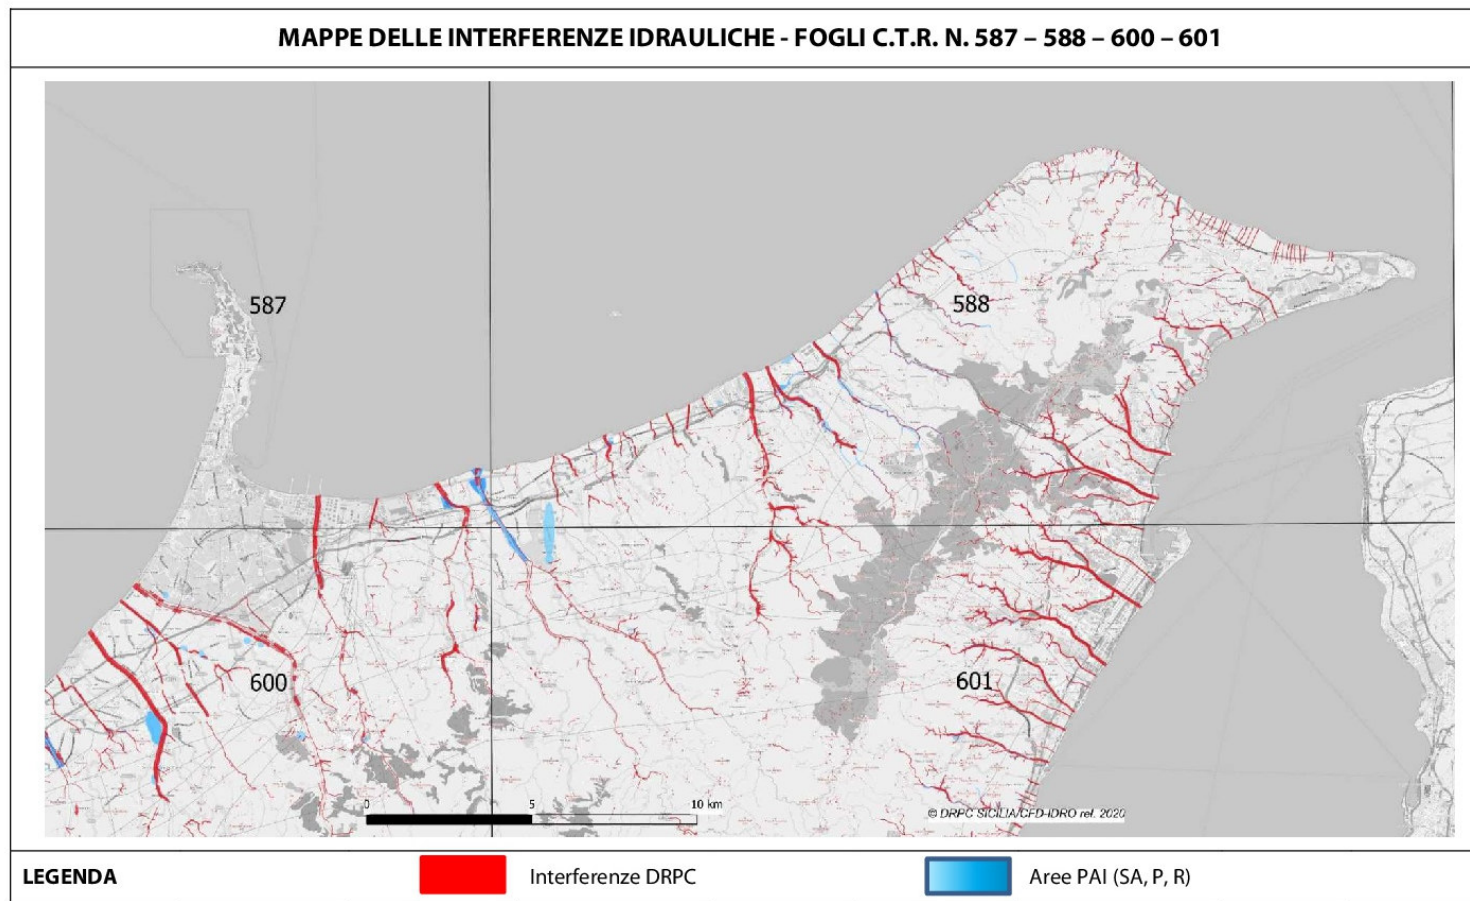 MAPPE DELLE INTERFERENZE IDRAULICHE - FOGLI C.T.R. N. 587 – 588 – 600 – 601
587
588
600
601
0 5 10 km
© DRPC SICILIA/CFD-IDRO rel. 2020
LEGENDA
Interferenze DRPC
Aree PAI (SA, P, R)